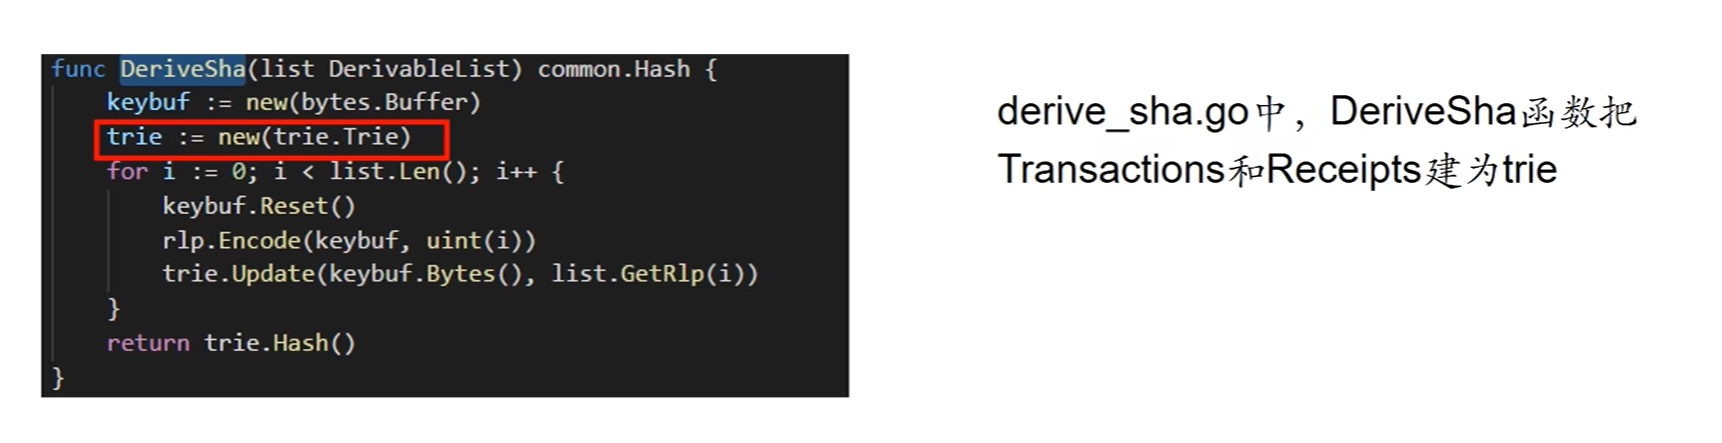 func DeriveSha(list DerivableList) common.Hash {
keybuf := new(bytes.Buffer)
trie := new(trie.Trie)
for i := 0; i < list.Len(); i++ {
keybuf.Reset()
rlp.Encode(keybuf, uint(i))
trie.Update(keybuf.Bytes(), list.GetRlp(i))
}
return trie.Hash()
}
derive_sha.go中，DeriveSha函数把
Transactions和Receipts建为trie